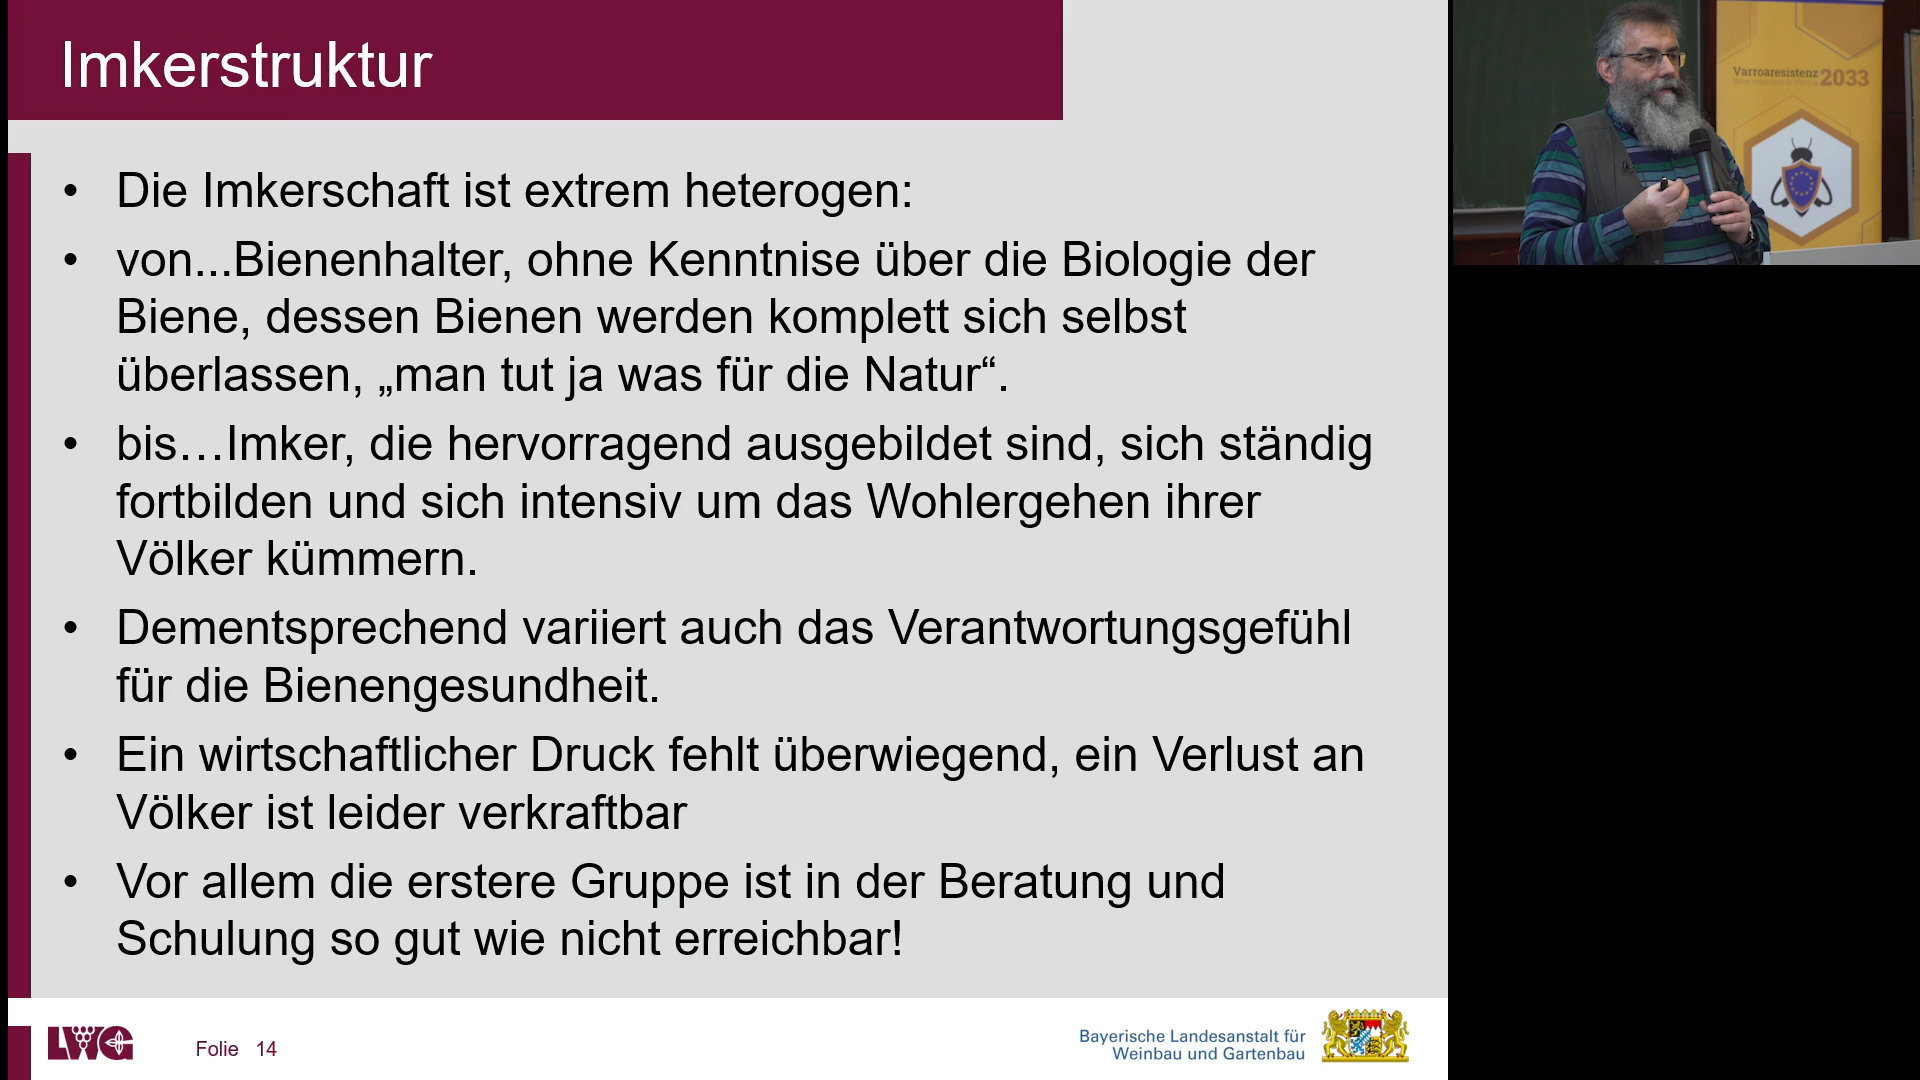 Imkerstruktur
• Die Imkerschaft ist extrem heterogen:
• von...Bienenhalter, ohne Kenntnise über die Biologie der
Biene, dessen Bienen werden komplett sich selbst
überlassen, „man tut ja was für die Natur“.
• bis…Imker, die hervorragend ausgebildet sind, sich ständig
fortbilden und sich intensiv um das Wohlergehen ihrer
Völker kümmern.
• Dementsprechend variiert auch das Verantwortungsgefühl
für die Bienengesundheit.
• Ein wirtschaftlicher Druck fehlt überwiegend, ein Verlust an
Völker ist leider verkraftbar
• Vor allem die erstere Gruppe ist in der Beratung und
Schulung so gut wie nicht erreichbar!
LWG
Folie 14
Bayerische Landesanstalt für
Weinbau und Gartenbau
Varroaresistenz 2033